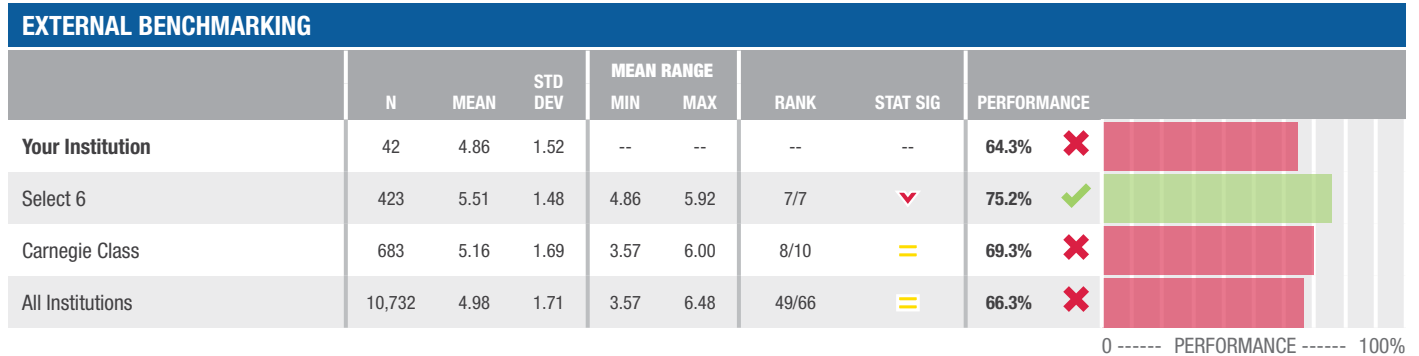 EXTERNAL BENCHMARKING
N MEAN STD DEV MEAN RANGE MIN MAX RANK STAT SIG PERFORMANCE
Your Institution 42 4.86 1.52 -- -- -- -- 64.3%
Select 6 423 5.51 1.48 4.86 5.92 7/7 75.2%
Carnegie Class 683 5.16 1.69 3.57 6.00 8/10 69.3%
All Institutions 10,732 4.98 1.71 3.57 6.48 49/66 66.3%
0 ------ PERFORMANCE ------ 100%